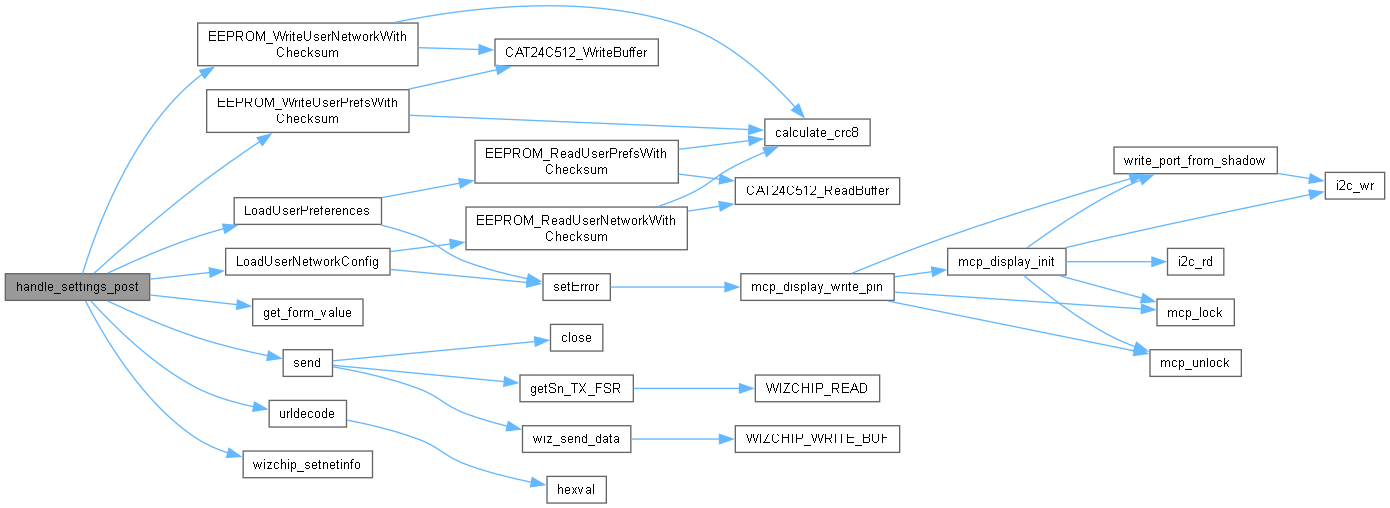 EEPROM_WriteUserNetworkWith
Checksum
CAT24C512_WriteBuffer
EEPROM_WriteUserPrefsWith
Checksum
calculate_crc8
EEPROM_ReadUserPrefsWith
Checksum
write_port_from_shadow
i2c_wr
CAT24C512_ReadBuffer
LoadUserPreferences
EEPROM_ReadUserNetworkWith
Checksum
LoadUserNetworkConfig
mcp_display_init
i2c_rd
handle_settings_post
setError
mcp_display_write_pin
get_form_value
mcp_lock
close
send
mcp_unlock
getSn_TX_FSR
WIZCHIP_READ
urldecode
wiz_send_data
WIZCHIP_WRITE_BUF
wizchip_setnetinfo
hexval